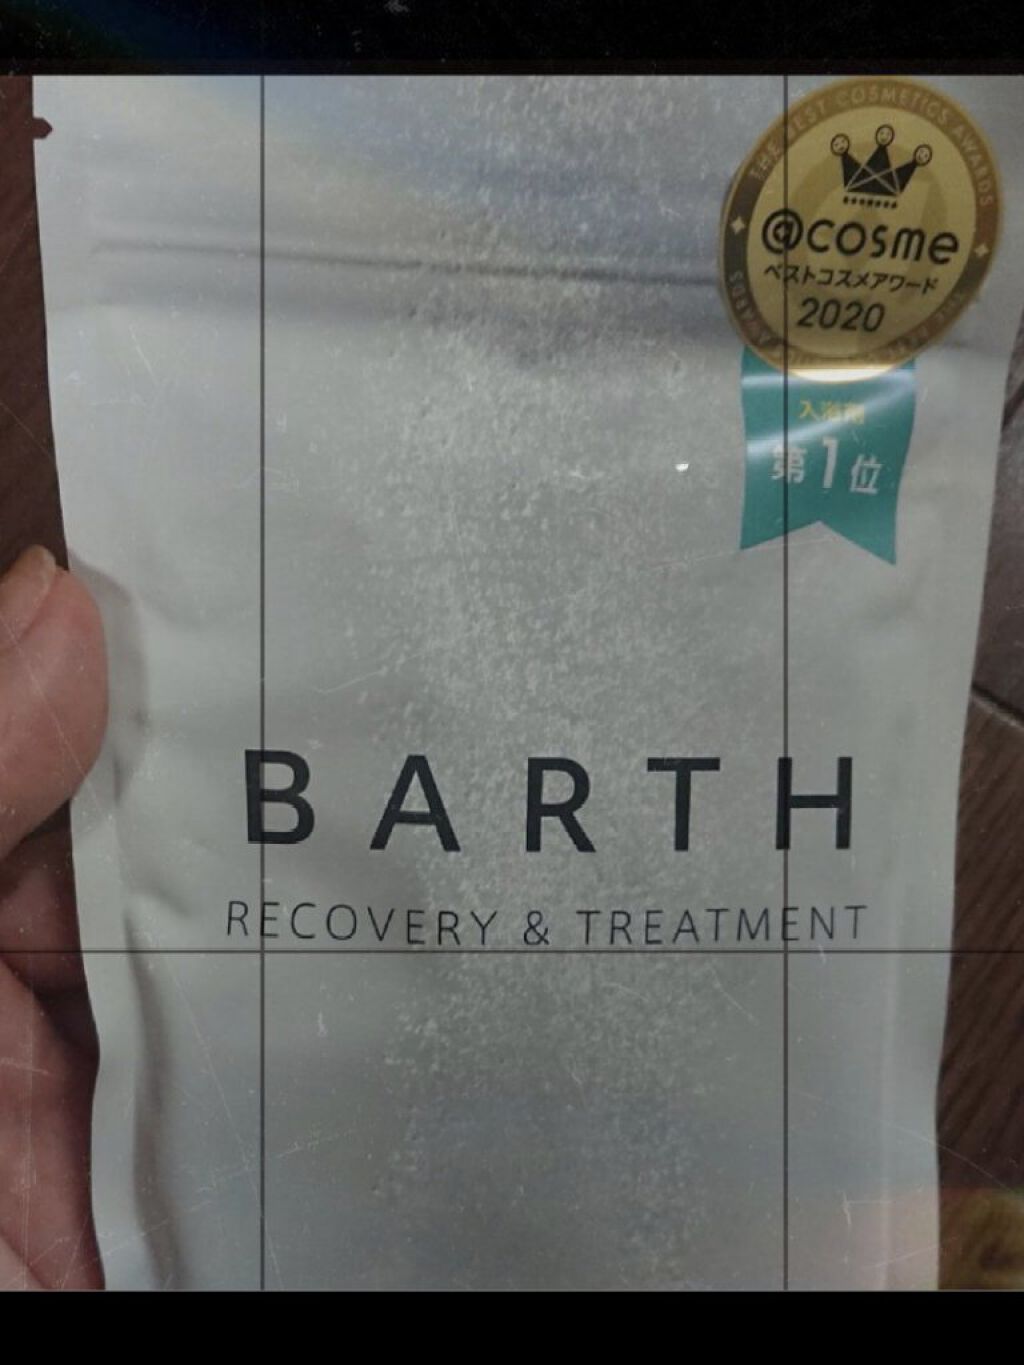 THE BEST COSMETICS AWARDS
@cosme
ベストコスメアワード
2020
入浴剤
第1位
BARTH
RECOVERY & TREATMENT